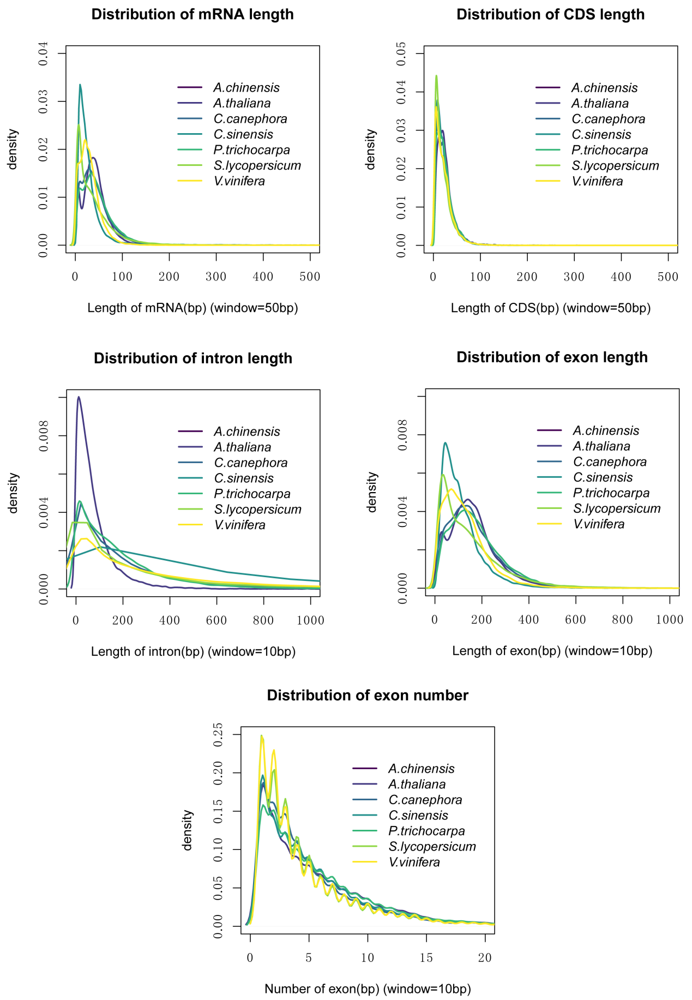 Distribution of mRNA length
density
0.00 0.01 0.02 0.03 0.04
A.chinensis
A.thaliana
C.canephora
C.sinensis
P.trichocarpa
S.lycopersicum
V.vinifera
0 100 200 300 400 500
Length of mRNA(bp) (window=50bp)
Distribution of CDS length
density
0.00 0.01 0.02 0.03 0.04 0.05
A.chinensis
A.thaliana
C.canephora
C.sinensis
P.trichocarpa
S.lycopersicum
V.vinifera
0 100 200 300 400 500
Length of CDS(bp) (window=50bp)
Distribution of intron length
density
0.000 0.004 0.008
A.chinensis
A.thaliana
C.canephora
C.sinensis
P.trichocarpa
S.lycopersicum
V.vinifera
0 200 400 600 800 1000
Length of intron(bp) (window=10bp)
Distribution of exon length
density
0.000 0.004 0.008
A.chinensis
A.thaliana
C.canephora
C.sinensis
P.trichocarpa
S.lycopersicum
V.vinifera
0 200 400 600 800 1000
Length of exon(bp) (window=10bp)
Distribution of exon number
density
0.00 0.05 0.10 0.15 0.20 0.25
A.chinensis
A.thaliana
C.canephora
C.sinensis
P.trichocarpa
S.lycopersicum
V.vinifera
0 5 10 15 20
Number of exon(bp) (window=10bp)